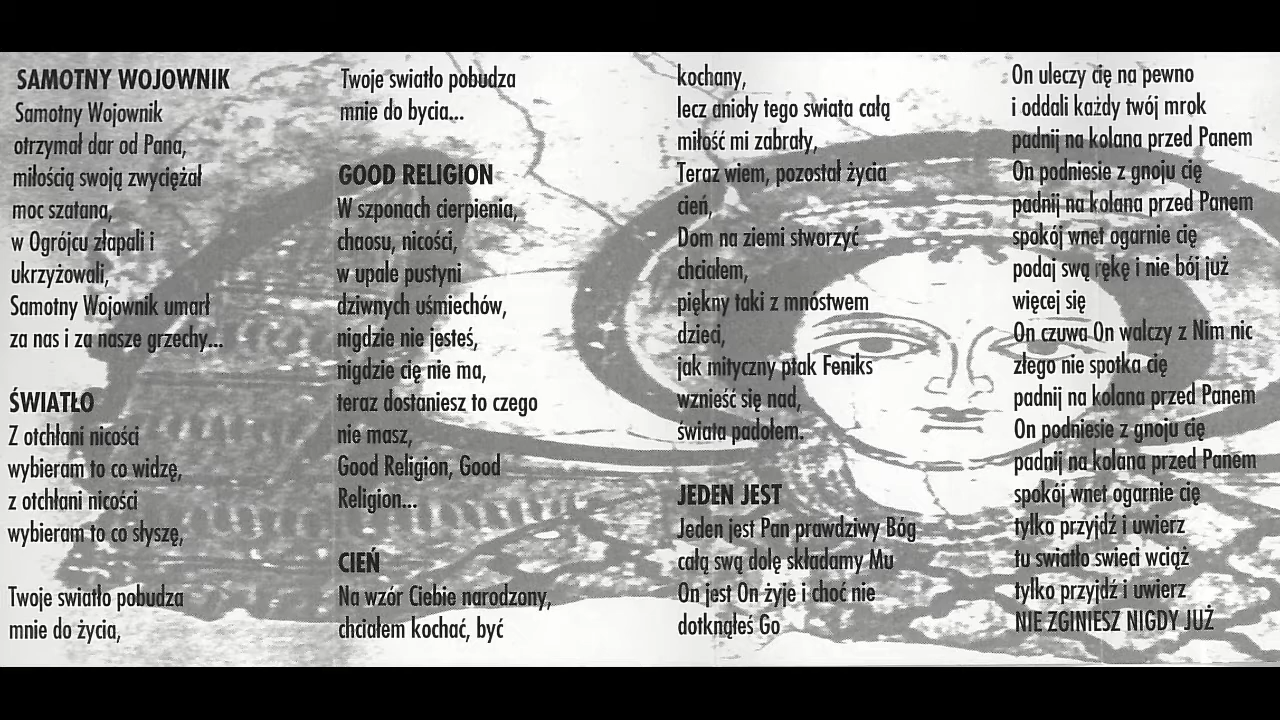 SAMOTNY WOJOWNIK
Samotny Wojownik
otrzymał dar od Pana,
miłością swoją zwyciężał
moc szatana,
w Ogrójcu złapali i
ukrzyżowali,
Samotny Wojownik umarł
za nas i za nasze grzechy...
ŚWIATŁO
Z otchłani nicości
wybieram to co widzę,
z otchłani nicości
wybieram to co słyszę,
Twoje swiatło pobudza
mnie do życia,
Twoje swiatło pobudza
mnie do bycia...
GOOD RELIGION
W szponach cierpienia,
chaosu, nicości,
w upale pustyni
dziwnych uśmiechów,
nigdzie nie jesteś,
nigdzie cię nie ma,
teraz dostaniesz to czego
nie masz,
Good Religion, Good
Religion...
CIEŃ
Na wzór Ciebie narodzony,
chciałem kochać, być
kochany,
lecz anioły tego swiata całą
miłość mi zabrały,
Teraz wiem, pozostał życia
cień,
Dom na ziemi stworzyć
chciałem,
piękny taki z mnóstwem
dzieci,
jak mityczny ptak Feniks
wznieść się nad,
świata padołem.
JEDEN JEST
Jeden jest Pan prawdziwy Bóg
całą swą dolę składamy Mu
On jest On żyje i choć nie
dotknąłeś Go
On uleczy cię na pewno
i oddali każdy twój mrok
padnij na kolana przed Panem
On podniesie z gnoju cię
padnij na kolana przed Panem
spokój wnet ogarnie cię
podaj swą rękę i nie bój już
więcej się
On czuwa On walczy z Nim nic
złego nie spotka cię
padnij na kolana przed Panem
On podniesie z gnoju cię
padnij na kolana przed Panem
spokój wnet ogarnie cię
tylko przyjdź i uwierz
tu swiatło swieci wciąż
tylko przyjdź i uwierz
NIE ZGINIESZ NIGDY JUŻ